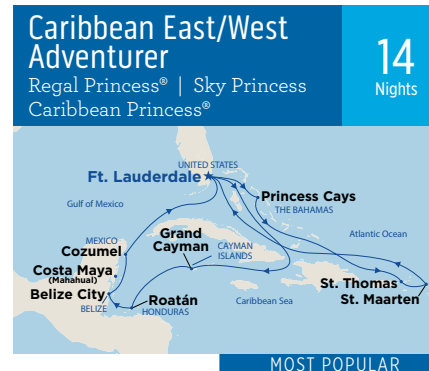 Caribbean East/West
Adventurer
Regal Princess® | Sky Princess
Caribbean Princess®
14
Nights
UNITED STATES
Ft. Lauderdale
Princess Cays
THE BAHAMAS
Gulf of Mexico
Atlantic Ocean
MEXICO
Cozumel
Grand
Cayman
CAYMAN
ISLANDS
Costa Maya
(Mahahual)
Belize City
BELIZE
Roatán
HONDURAS
Caribbean Sea
St. Thomas
St. Maarten
MOST POPULAR